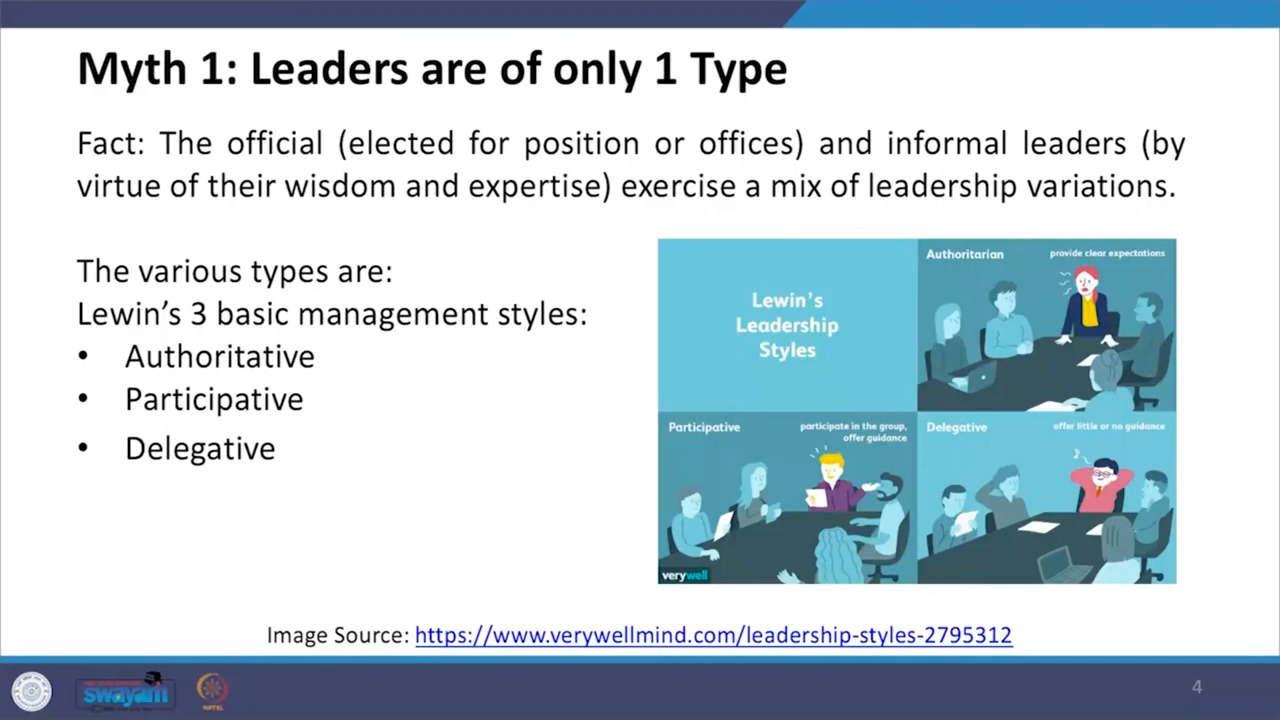 Myth 1: Leaders are of only 1 Type
Fact: The official (elected for position or offices) and informal leaders (by
virtue of their wisdom and expertise) exercise a mix of leadership variations.
The various types are:
Lewin’s 3 basic management styles:
• Authoritative
• Participative
• Delegative
Lewin's
Leadership
Styles
Authoritarian
provide clear expectations
Participative
participate in the group,
offer guidance
Delegative
offer little or no guidance
verywell
Image Source: https://www.verywellmind.com/leadership-styles-2795312
swayam
NPTEL
4